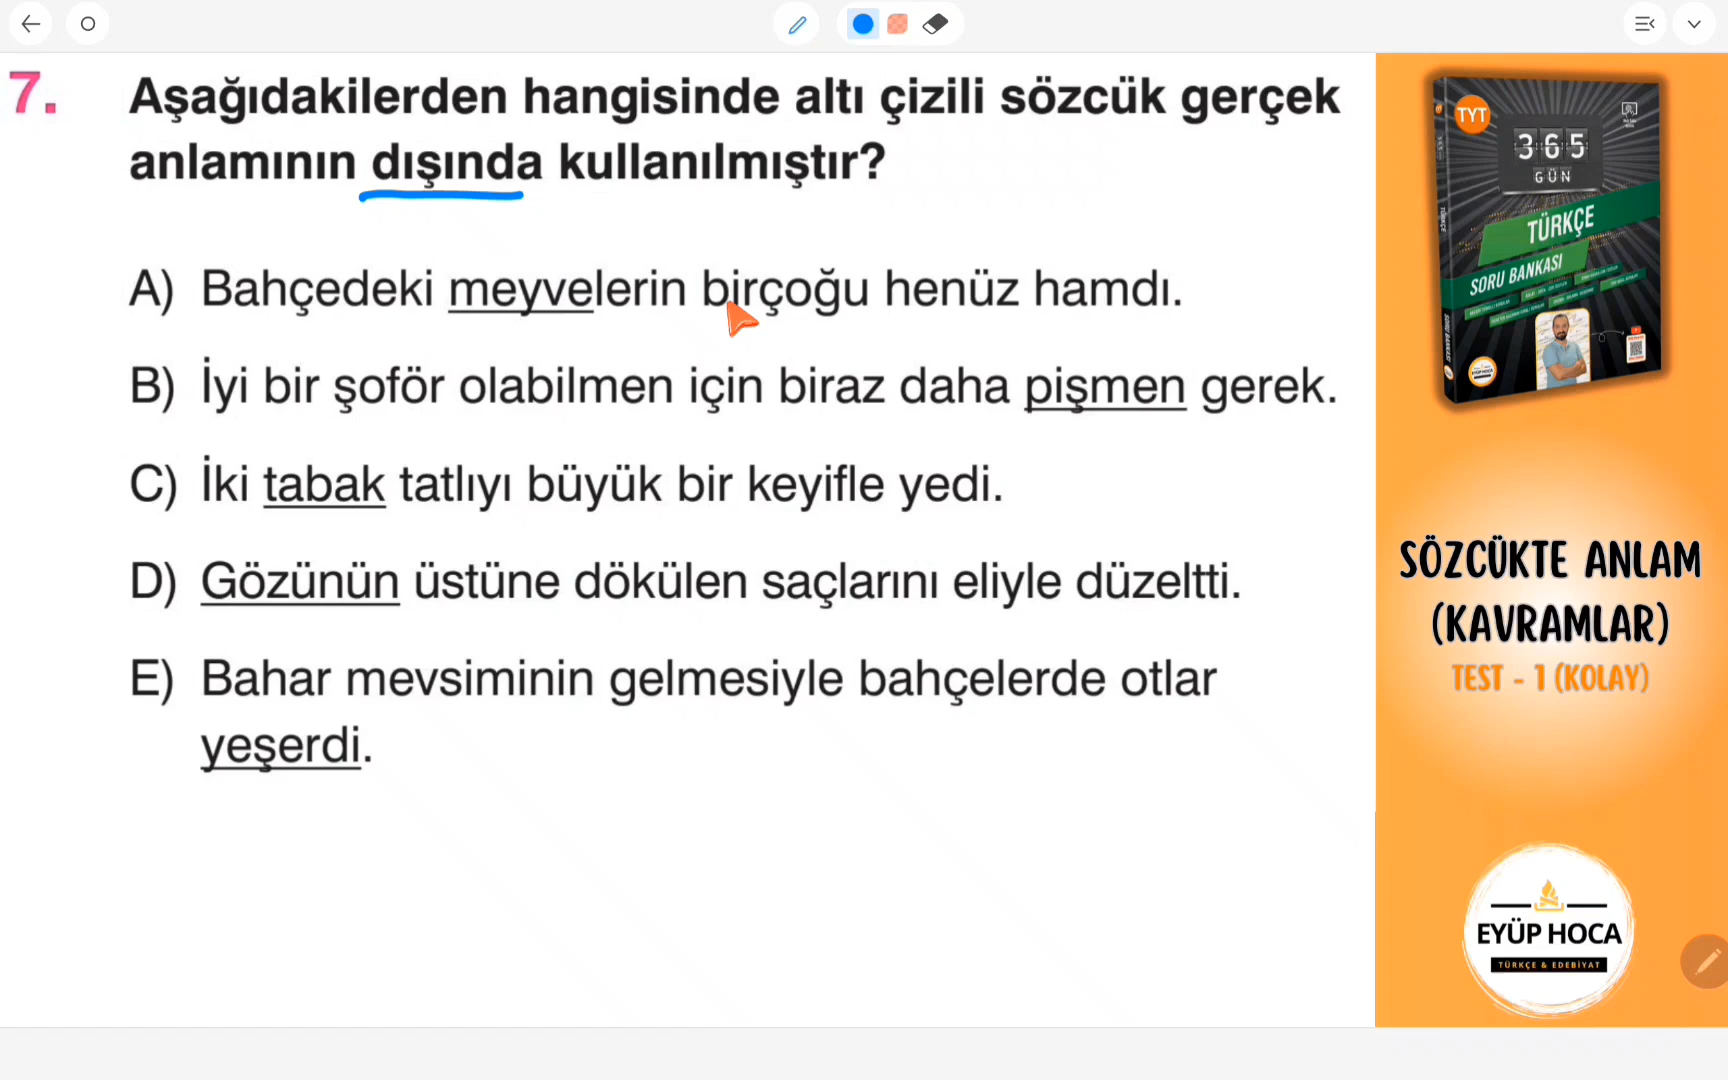 7. Aşağıdakilerden hangisinde altı çizili sözcük gerçek
anlamının dışında kullanılmıştır?
A) Bahçedeki meyvelerin birçoğu henüz hamdı.
B) İyi bir şoför olabilmen için biraz daha pişmen gerek.
C) İki tabak tatlıyı büyük bir keyifle yedi.
D) Gözünün üstüne dökülen saçlarını eliyle düzeltti.
E) Bahar mevsiminin gelmesiyle bahçelerde otlar
yeşerdi.
TYT
365
GÜN
TÜRKÇE
SORU BANKASI
SÖZCÜKTE ANLAM
(KAVRAMLAR)
TEST - 1 (KOLAY)
EYÜP HOCA
TÜRKÇE & EDEBİYAT